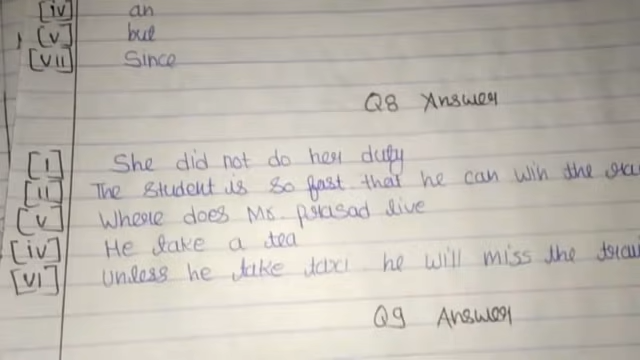 [iv] an
[v] but
[vii] Since
Q8 Answer
[i] She did not do her duty
[ii] The student is so fast that he can win the
[v] Where does Mr. prasad live
[iv] He take a tea
[vi] Unless he take taxi he will miss the
Q9 Answer